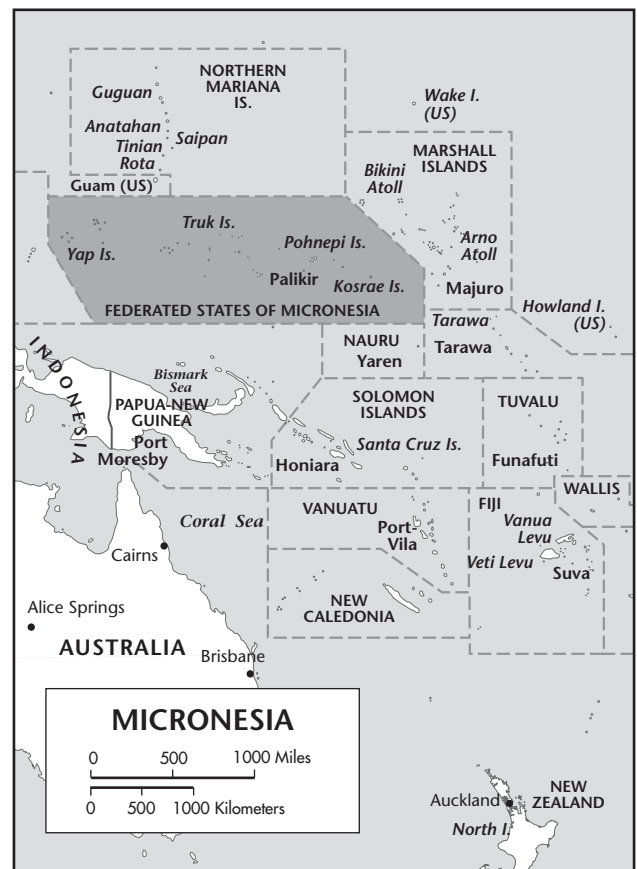 NORTHERN
MARIANA
IS.
Guguan
Wake I.
(US)
Anatahan
Saipan
Tinian
Rota
MARSHALL
ISLANDS
Bikini
Atoll
Guam (US)
Truk Is.
Yap Is.
Pohnepi Is.
Arno
Atoll
Palikir
Kosrae Is.
Majuro
FEDERATED STATES OF MICRONESIA
Howland I.
(US)
Tarawa
Tarawa
NAURU
Yaren
INDONESIA
Bismark
Sea
PAPUA-NEW
GUINEA
Port
Moresby
SOLOMON
ISLANDS
Santa Cruz Is.
Honiara
TUVALU
Funafuti
WALLIS
Coral Sea
VANUATU
Port-
Vila
FIJI
Vanua
Levu
Veti Levu
Suva
Cairns
NEW
CALEDONIA
Alice Springs
AUSTRALIA
Brisbane
MICRONESIA
0 500 1000 Miles
0 500 1000 Kilometers
Auckland
NEW
ZEALAND
North I.